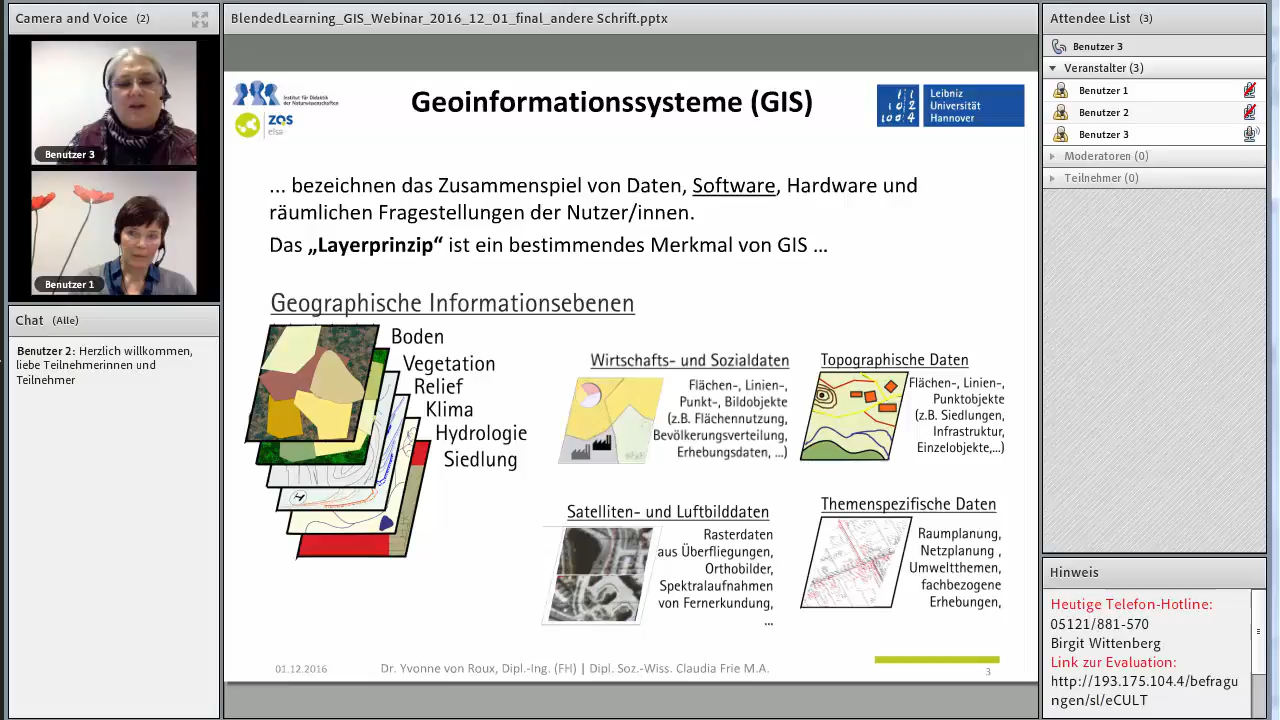 Camera and Voice (2)
Benutzer 3
Benutzer 1
Chat (Alle)
Benutzer 2: Herzlich willkommen,
liebe Teilnehmerinnen und
Teilnehmer
BlendedLearning_GIS_Webinar_2016_12_01_final_andere Schrift.pptx
Institut für Didaktik
der Naturwissenschaften
zqs
elsa
Geoinformationssysteme (GIS)
Leibniz
Universität
Hannover
... bezeichnen das Zusammenspiel von Daten, Software, Hardware und
räumlichen Fragestellungen der Nutzer/innen.
Das „Layerprinzip“ ist ein bestimmendes Merkmal von GIS ...
Geographische Informationsebenen
Boden
Vegetation
Relief
Klima
Hydrologie
Siedlung
Wirtschafts- und Sozialdaten
Flächen-, Linien-,
Punkt-, Bildobjekte
(z.B. Flächennutzung,
Bevölkerungsverteilung,
Erhebungsdaten, ...)
Topographische Daten
Flächen-, Linien-,
Punktobjekte
(z.B. Siedlungen,
Infrastruktur,
Einzelobjekte,...)
Satelliten- und Luftbilddaten
Rasterdaten
aus Überfliegungen,
Orthobilder,
Spektralaufnahmen
von Fernerkundung,
...
Themenspezifische Daten
Raumplanung,
Netzplanung ,
Umweltthemen,
fachbezogene
Erhebungen,
01.12.2016
Dr. Yvonne von Roux, Dipl.-Ing. (FH) | Dipl. Soz.-Wiss. Claudia Frie M.A.
3
Attendee List (3)
Benutzer 3
Veranstalter (3)
Benutzer 1
Benutzer 2
Benutzer 3
Moderatoren (0)
Teilnehmer (0)
Hinweis
Heutige Telefon-Hotline:
05121/881-570
Birgit Wittenberg
Link zur Evaluation:
http://193.175.104.4/befragu
ngen/sl/eCULT